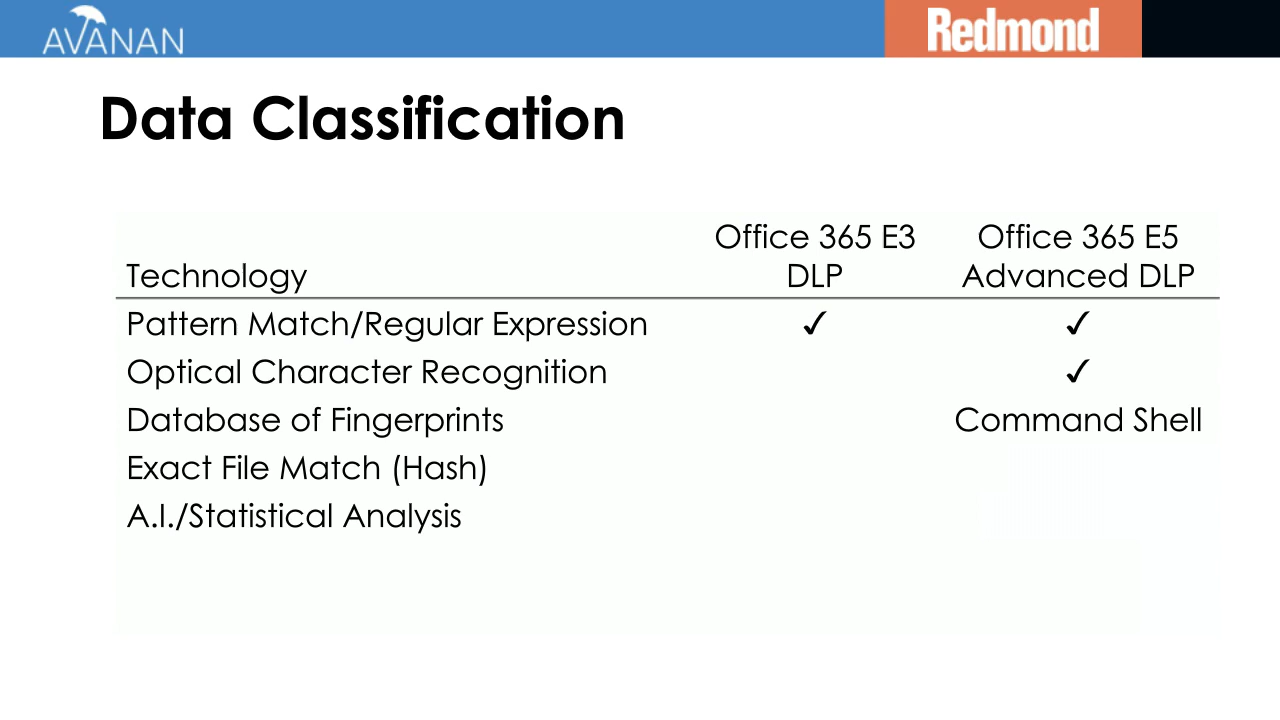 AVANAN
Redmond
Data Classification
Technology Office 365 E3 DLP Office 365 E5 Advanced DLP
Pattern Match/Regular Expression ✓ ✓
Optical Character Recognition ✓
Database of Fingerprints Command Shell
Exact File Match (Hash)
A.I./Statistical Analysis